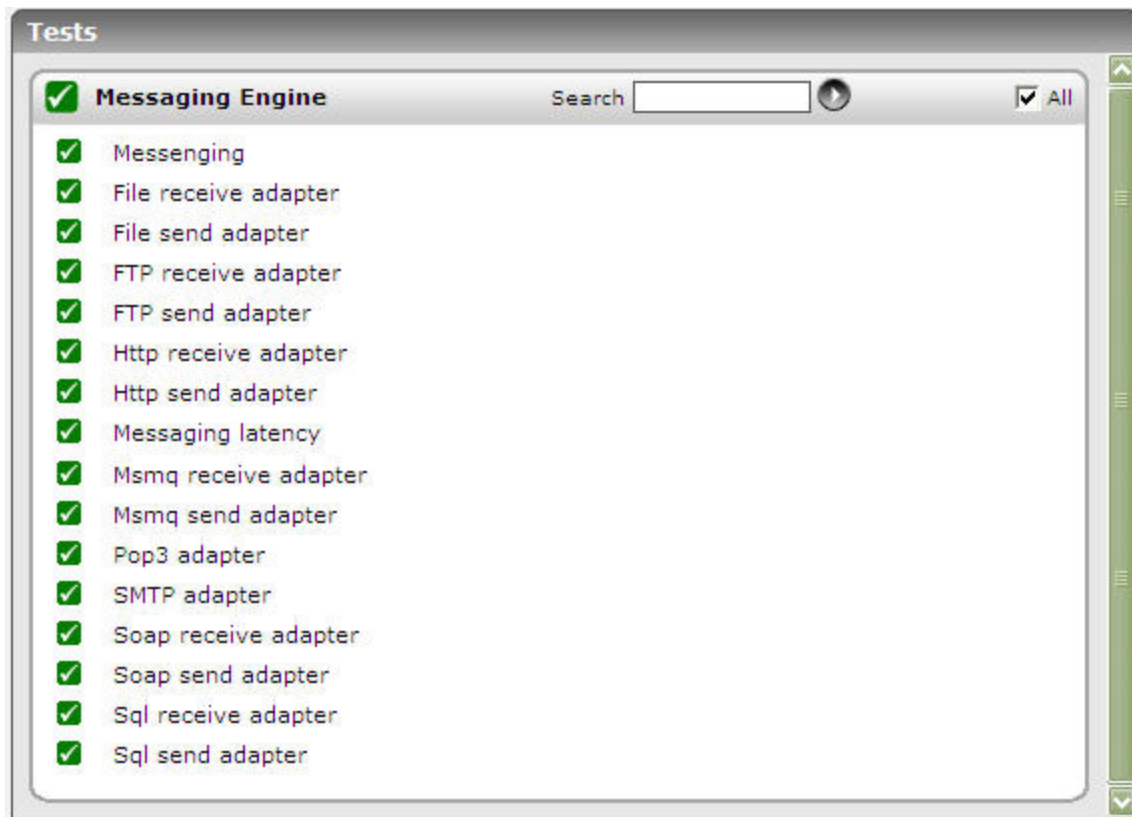 Tests
Messaging Engine Search All
Messenging
File receive adapter
File send adapter
FTP receive adapter
FTP send adapter
Http receive adapter
Http send adapter
Messaging latency
Msmq receive adapter
Msmq send adapter
Pop3 adapter
SMTP adapter
Soap receive adapter
Soap send adapter
Sql receive adapter
Sql send adapter